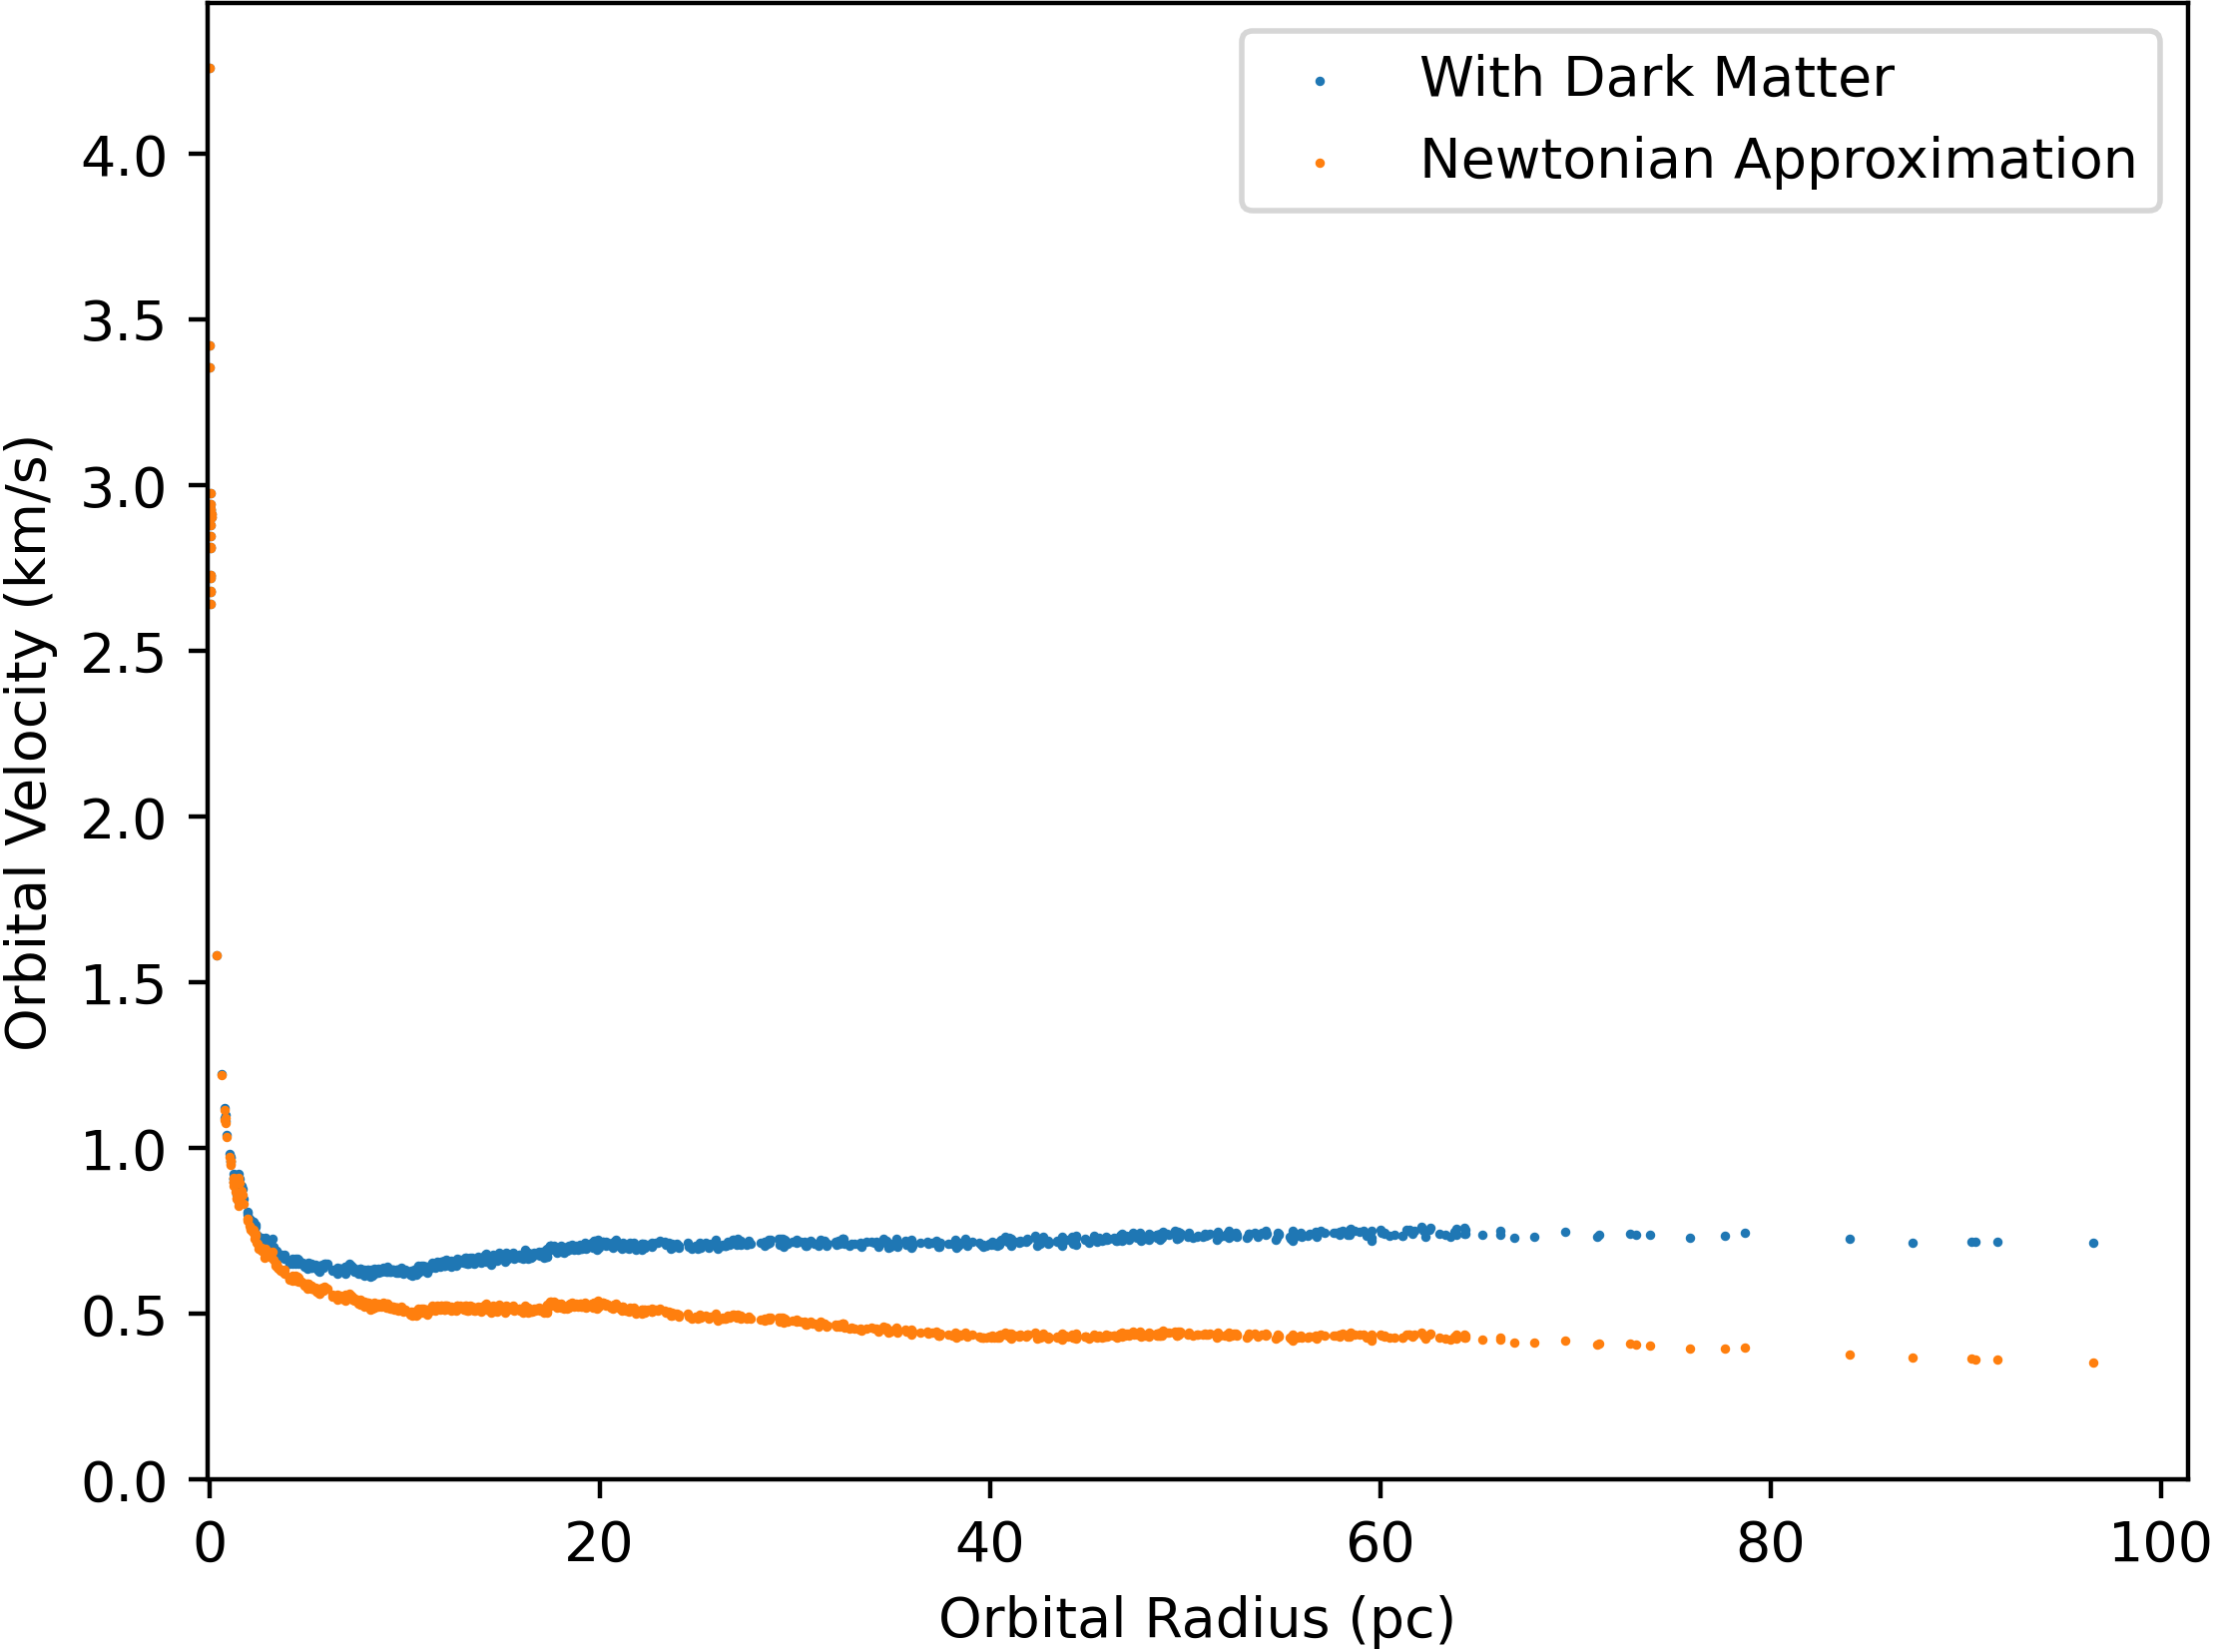 With Dark Matter
Newtonian Approximation
Orbital Velocity (km/s)
4.0
3.5
3.0
2.5
2.0
1.5
1.0
0.5
0.0
0 20 40 60 80 100
Orbital Radius (pc)